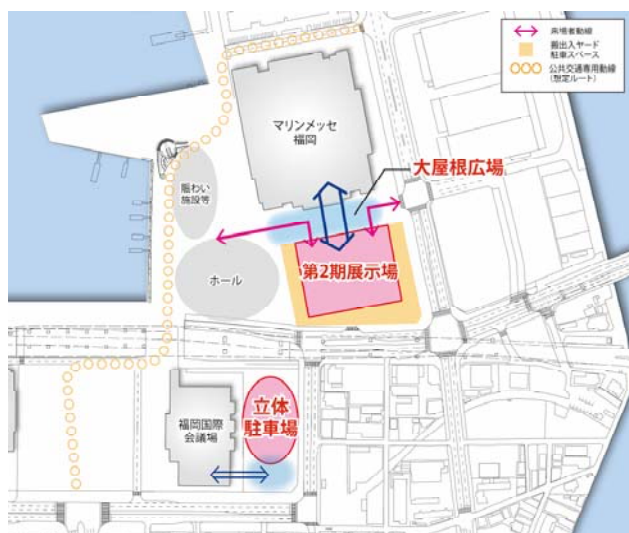 来場者動線
搬出入ヤード
駐車スペース
公共交通専用動線
(想定ルート)
マリンメッセ
福岡
大屋根広場
賑わい
施設等
ホール
第2期展示場
福岡国際
会議場
立体
駐車場